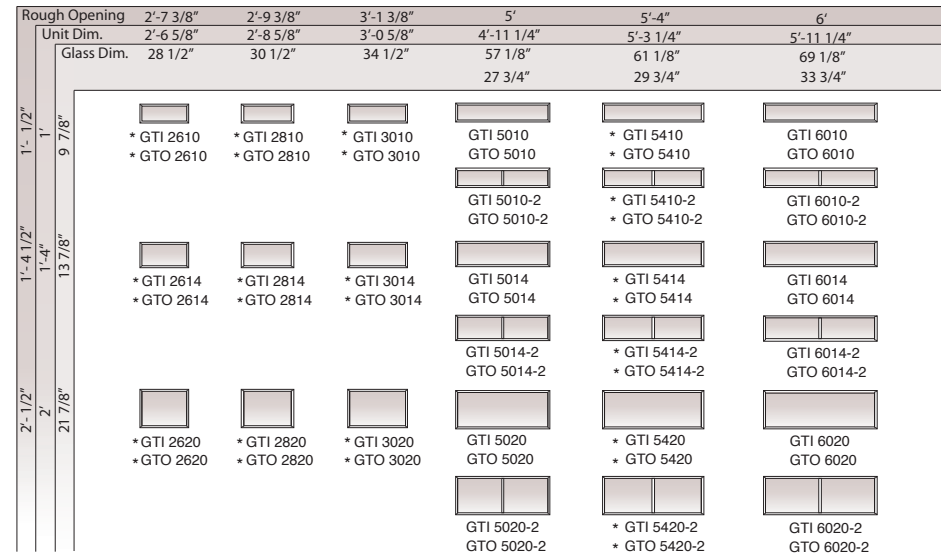 Rough Opening 2'-7 3/8" 2'-9 3/8" 3'-1 3/8" 5' 5'-4" 6'
Unit Dim. 2'-6 5/8" 2'-8 5/8" 3'-0 5/8" 4'-11 1/4" 5'-3 1/4" 5'-11 1/4"
Glass Dim. 28 1/2" 30 1/2" 34 1/2" 57 1/8" 61 1/8" 69 1/8"
27 3/4" 29 3/4" 33 3/4"
1'- 1/2" 1' 9 7/8"
* GTI 2610 * GTI 2810 * GTI 3010 GTI 5010 * GTI 5410 GTI 6010
* GTO 2610 * GTO 2810 * GTO 3010 GTO 5010 * GTO 5410 GTO 6010
GTI 5010-2 * GTI 5410-2 GTI 6010-2
GTO 5010-2 * GTO 5410-2 GTO 6010-2
1'- 4 1/2" 1'-4" 13 7/8"
* GTI 2614 * GTI 2814 * GTI 3014 GTI 5014 * GTI 5414 GTI 6014
* GTO 2614 * GTO 2814 * GTO 3014 GTO 5014 * GTO 5414 GTO 6014
GTI 5014-2 * GTI 5414-2 GTI 6014-2
GTO 5014-2 * GTO 5414-2 GTO 6014-2
2'- 1/2" 2' 21 7/8"
* GTI 2620 * GTI 2820 * GTI 3020 GTI 5020 * GTI 5420 GTI 6020
* GTO 2620 * GTO 2820 * GTO 3020 GTO 5020 * GTO 5420 GTO 6020
GTI 5020-2 * GTI 5420-2 GTI 6020-2
GTO 5020-2 * GTO 5420-2 GTO 6020-2